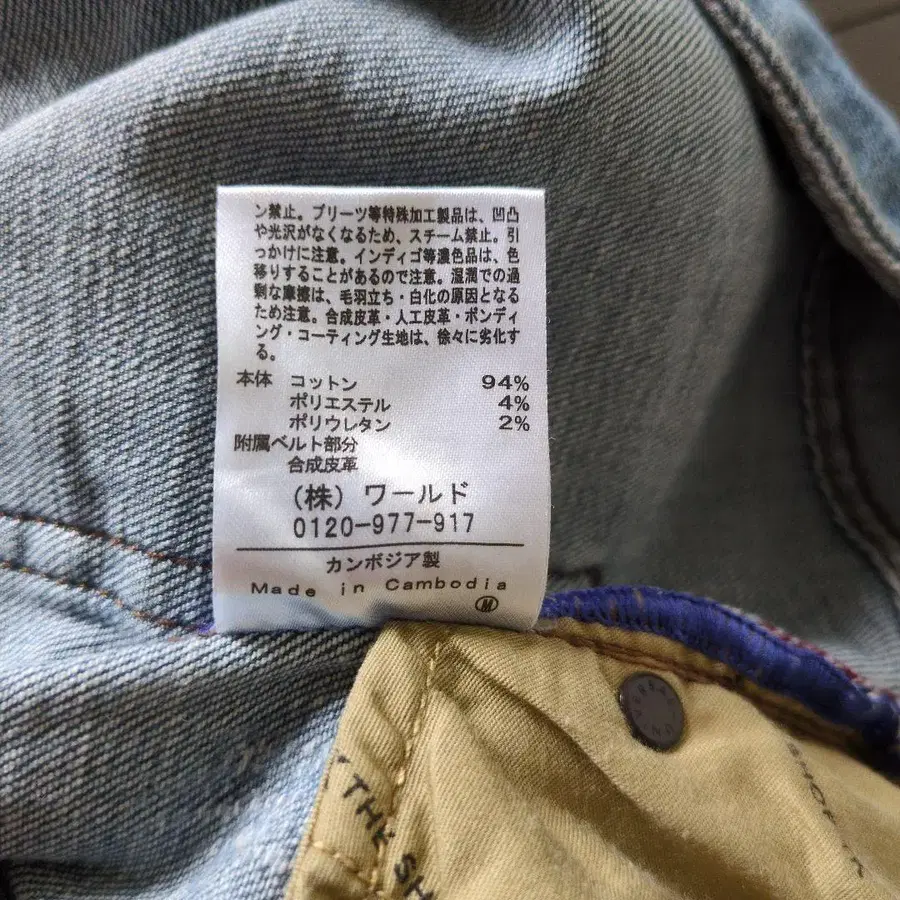 ン禁止。プリーツ等特殊加工製品は、凹凸
や光沢がなくなるため、スチーム禁止。引
っかけに注意。インディゴ等濃色品は、色
移りすることがあるので注意。湿潤での過
剰な摩擦は、毛羽立ち・白化の原因となる
ため注意。合成皮革・人工皮革・ボンディ
ング・コーティング生地は、徐々に劣化す
る。
本体 コットン 94%
ポリエステル 4%
ポリウレタン 2%
附属ベルト部分
合成皮革
(株) ワールド
0120-977-917
カンボジア製
Made in Cambodia
M
THE SH